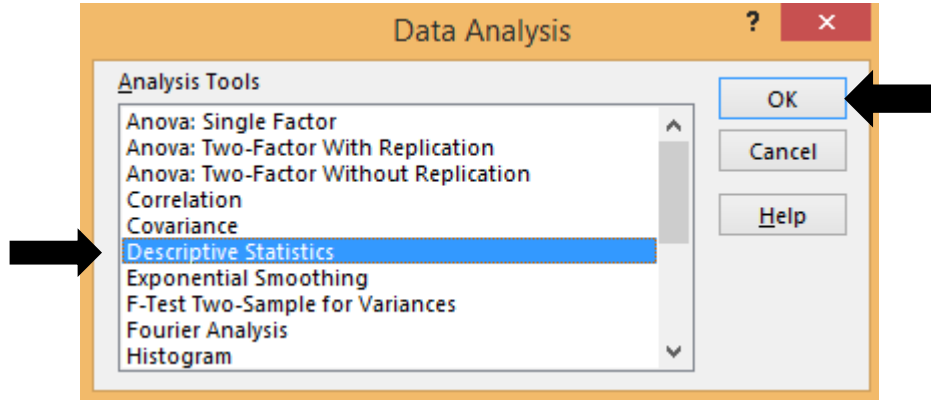 Data Analysis
?
×
Analysis Tools
Anova: Single Factor
Anova: Two-Factor With Replication
Anova: Two-Factor Without Replication
Correlation
Covariance
Descriptive Statistics
Exponential Smoothing
F-Test Two-Sample for Variances
Fourier Analysis
Histogram
OK
Cancel
Help